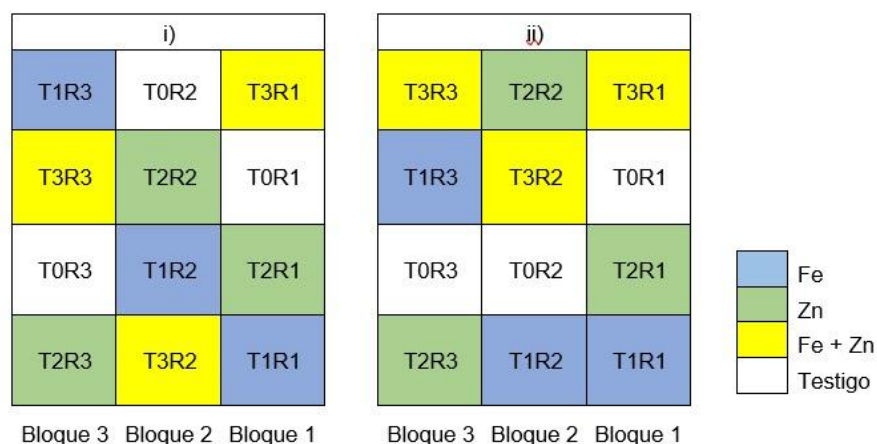 i)
T1R3 T0R2 T3R1
T3R3 T2R2 T0R1
T0R3 T1R2 T2R1
T2R3 T3R2 T1R1
Bloque 3 Bloque 2 Bloque 1
ii)
T3R3 T2R2 T3R1
T1R3 T3R2 T0R1
T0R3 T0R2 T2R1
T2R3 T1R2 T1R1
Bloque 3 Bloque 2 Bloque 1
Fe
Zn
Fe + Zn
Testigo